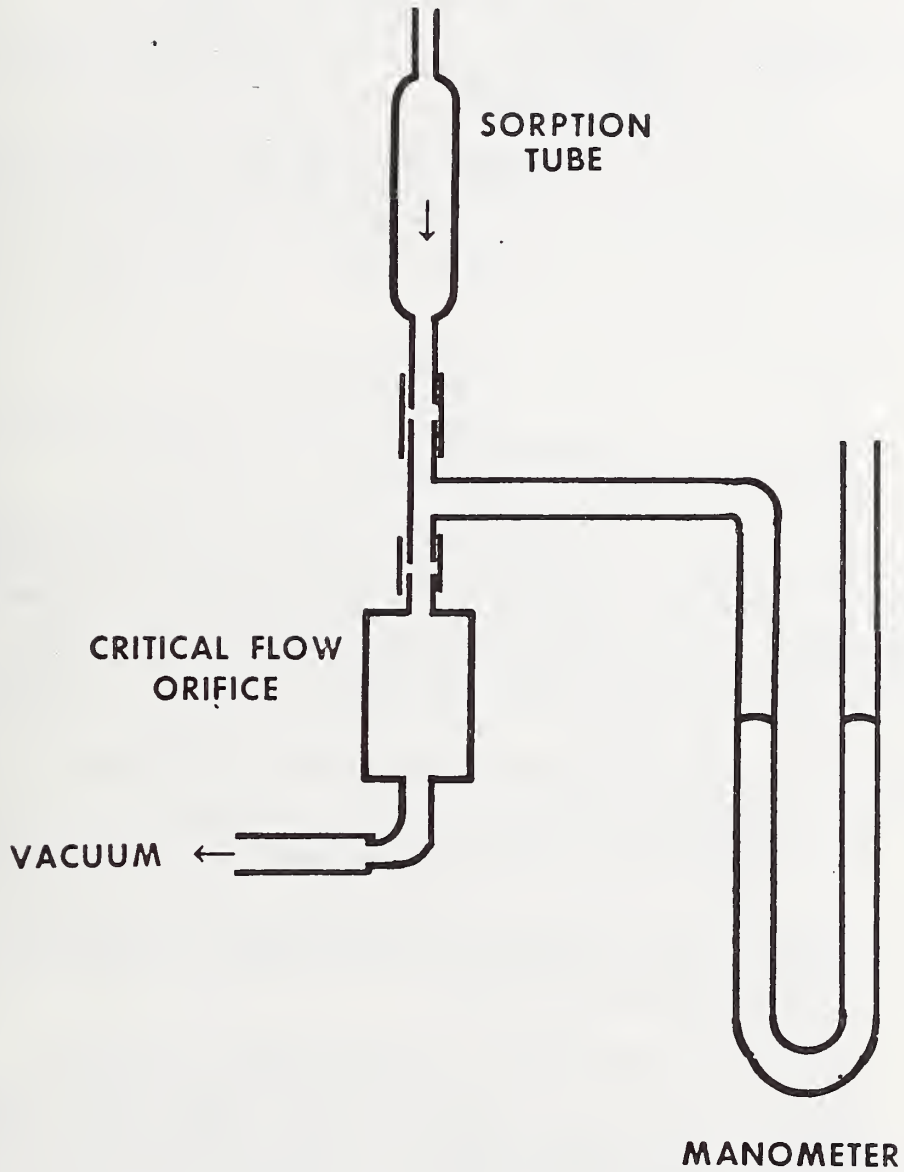 SORPTION
TUBE
CRITICAL FLOW
ORIFICE
VACUUM
MANOMETER